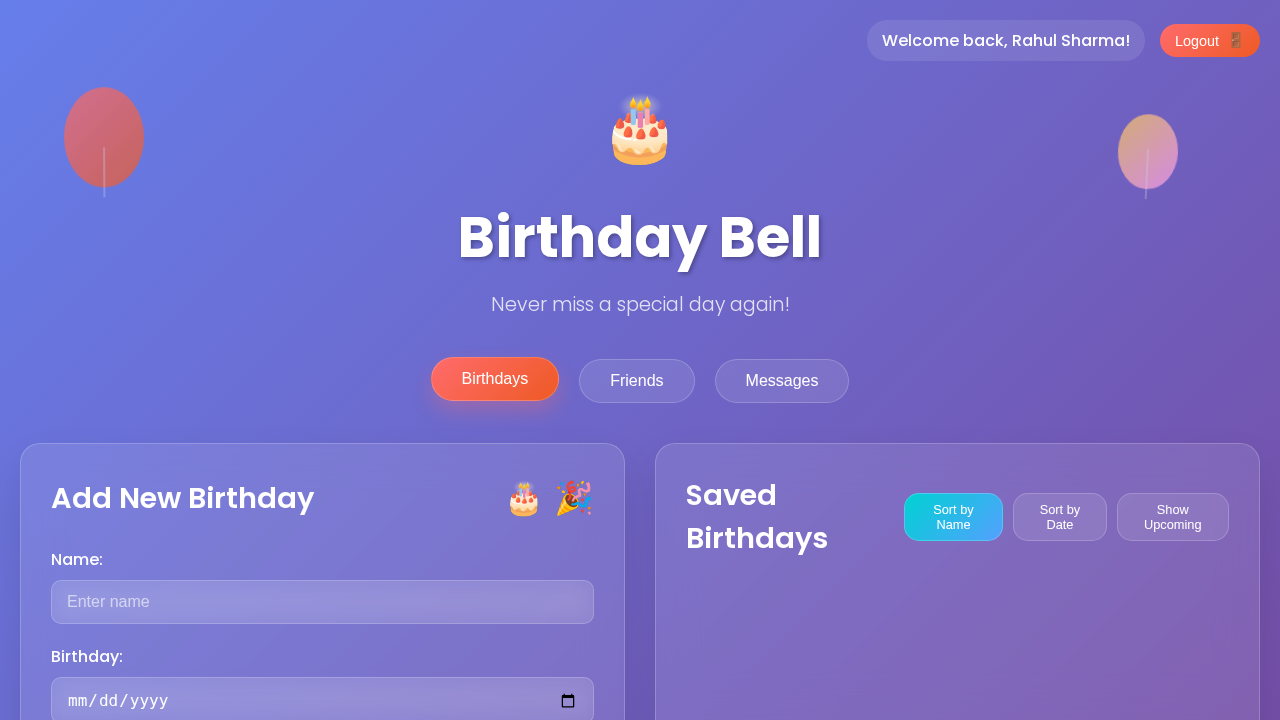 Welcome back, Rahul Sharma!
Logout
Birthday Bell
Never miss a special day again!
Birthdays
Friends
Messages
Add New Birthday
Name:
Enter name
Birthday:
mm/dd/yyyy
Saved
Birthdays
Sort by
Name
Sort by
Date
Show
Upcoming